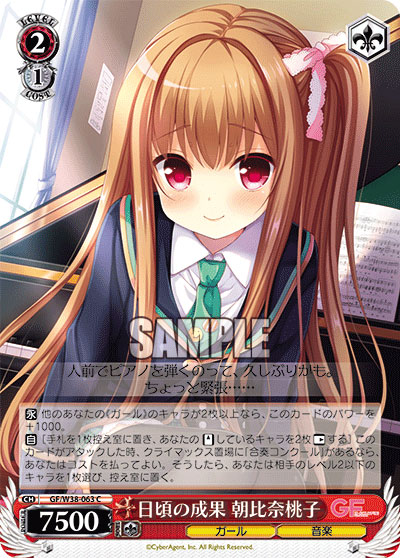 LEVEL
2
1
COST
SAMPLE
人前でピアノを弾くのって、久しぶりかも。
ちょっと緊張……
永 他のあなたの《ガール》のキャラが2枚以上なら、このカードのパワーを
+1000。
自 ［手札を1枚控え室に置き、あなたのしているキャラを2枚する］ この
カードがアタックした時、クライマックス置場に「合奏コンクール」があるなら、
あなたはコストを払ってよい。そうしたら、あなたは相手のレベル2以下
のキャラを1枚選び、控え室に置く。
CH GF/W38-063 C
7500
日頃の成果 朝比奈桃子
GF
ガール 音楽
©CyberAgent, Inc. All Rights Reserved.